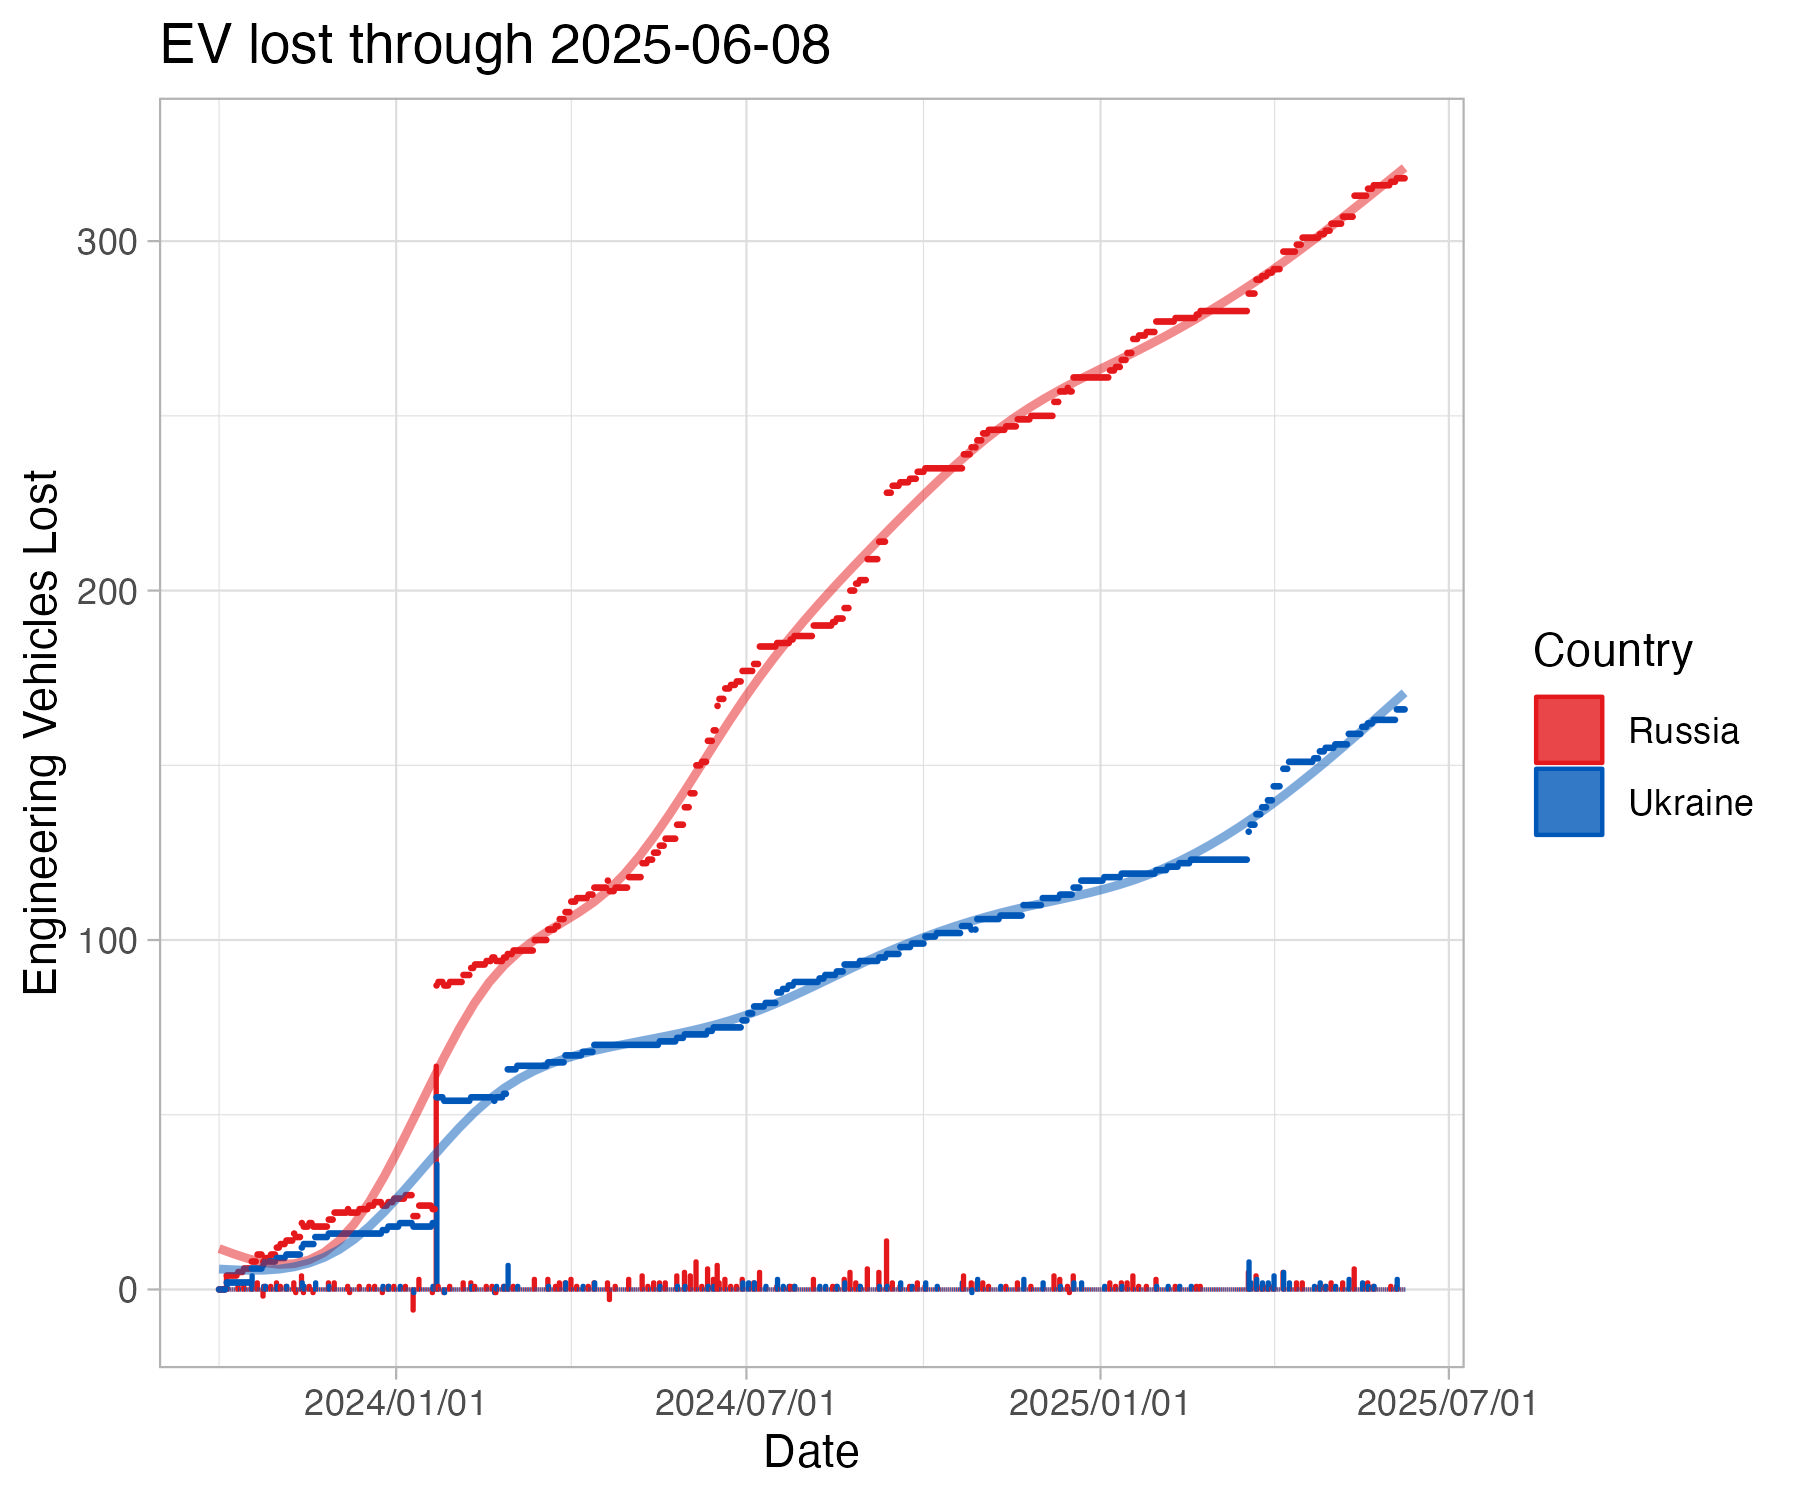 EV lost through 2025-06-08
Engineering Vehicles Lost
300
200
100
0
2024/01/01
2024/07/01
2025/01/01
2025/07/01
Date
Country
Russia
Ukraine